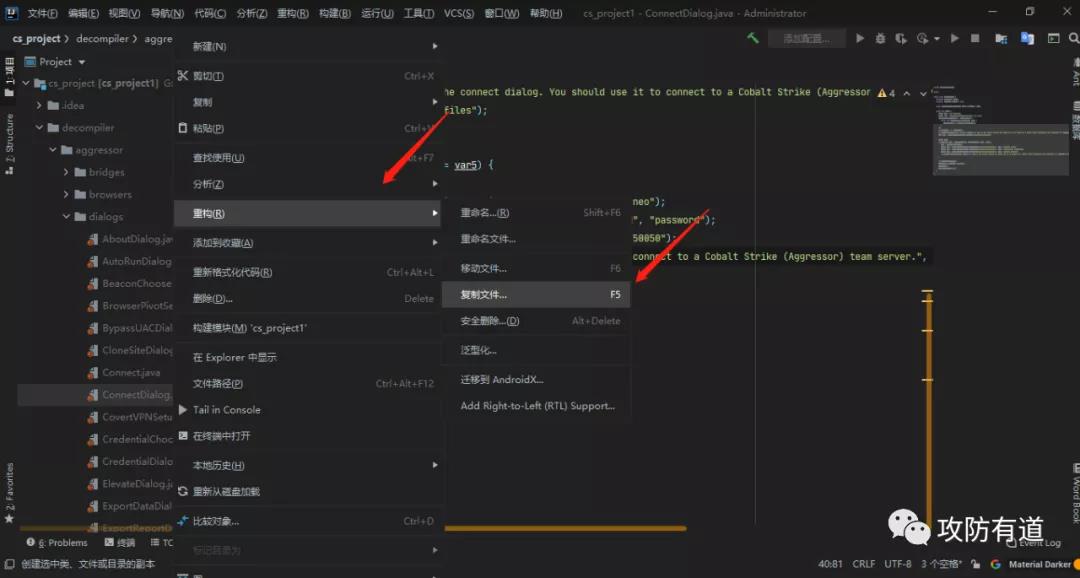 文件(F) 编辑(E) 视图(V) 导航(N) 代码(C) 分析(Z) 重构(R) 构建(B) 运行(U) 工具(T) VCS(S) 窗口(W) 帮助(H) cs_project1 - ConnectDialog.java - Administrator
cs_project decompiler aggre
添加配置...
Project
1: 项目
cs_project [cs_project1]
.idea
decompiler
aggressor
bridges
browsers
dialogs
AboutDialog.jav
AutoRunDialog
BeaconChoose
BrowserPivotSe
BypassUACDial
CloneSiteDialog
Connect.java
ConnectDialog.
CovertVPNSetu
CredentialChoo
CredentialDialo
ElevateDialog.ja
ExportDataDial
ExportReportD
Z: Structure
2: Favorites
新建(N)
剪切(T) Ctrl+X
复制
粘贴(P) Ctrl+V
查找使用(U) Alt+F7
分析(Z)
重构(R)
添加到收藏(A)
重新格式化代码(R) Ctrl+Alt+L
删除(D)... Delete
构建模块(M) 'cs_project1'
在 Explorer 中显示
文件路径(P) Ctrl+Alt+F12
Tail in Console
在终端中打开
本地历史(H)
重新从磁盘加载
比较对象... Ctrl+D
标记目录为
重命名...(R) Shift+F6
重命名文件...
移动文件... F6
复制文件... F5
安全删除...(D) Alt+Delete
泛型化...
迁移到 AndroidX...
Add Right-to-Left (RTL) Support...
he connect dialog. You should use it to connect to a Cobalt Strike (Aggressor
4
files");
= var5) {
neo");
", "password");
50050");
connect to a Cobalt Strike (Aggressor) team server.",
Ant
数据库
Word Book
攻防有道
6: Problems 终端 TO
Event Log
创建选中类、文件或目录的副本 40:81 CRLF UTF-8 3 个空格* Material Darker